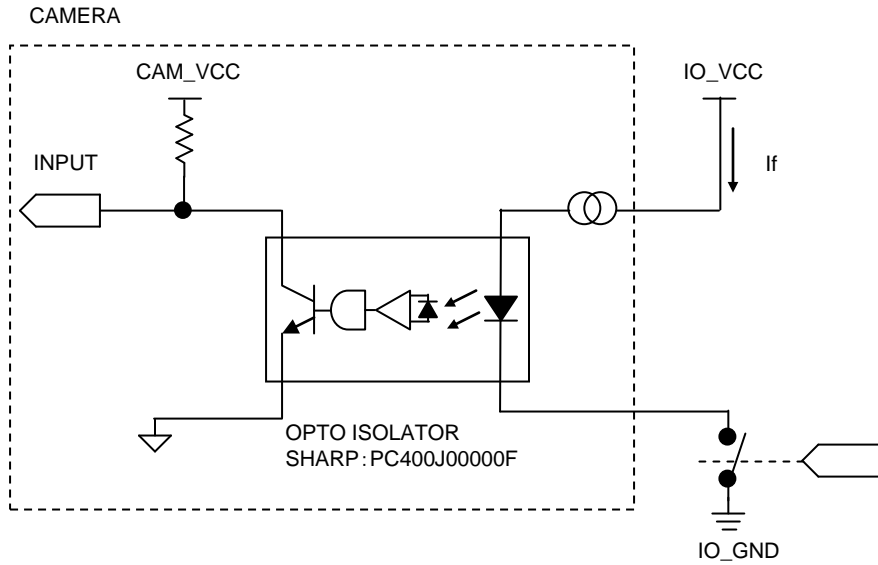 CAMERA
CAM_VCC
IO_VCC
INPUT
If
OPTO ISOLATOR
SHARP:PC400J00000F
IO_GND